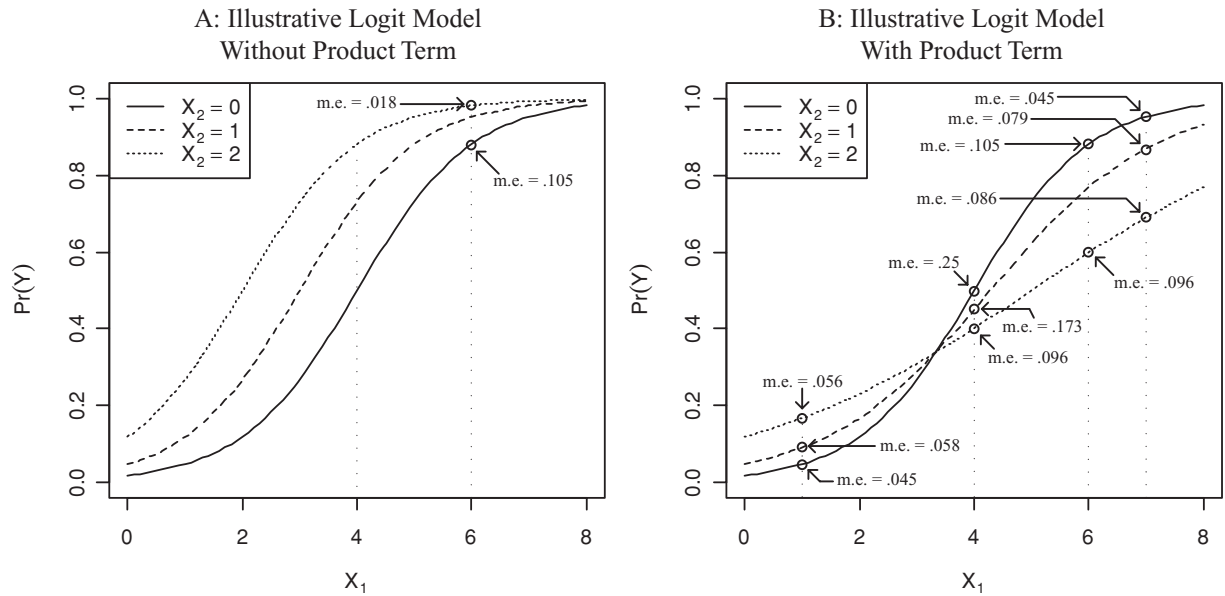 A: Illustrative Logit Model
Without Product Term
X2 = 0
X2 = 1
X2 = 2
m.e. = .018
m.e. = .105
Pr(Y)
0.0
0.2
0.4
0.6
0.8
1.0
0
2
4
6
8
X1
B: Illustrative Logit Model
With Product Term
X2 = 0
X2 = 1
X2 = 2
m.e. = .045
m.e. = .079
m.e. = .105
m.e. = .086
m.e. = .25
m.e. = .096
m.e. = .173
m.e. = .096
m.e. = .056
m.e. = .058
m.e. = .045
Pr(Y)
0.0
0.2
0.4
0.6
0.8
1.0
0
2
4
6
8
X1